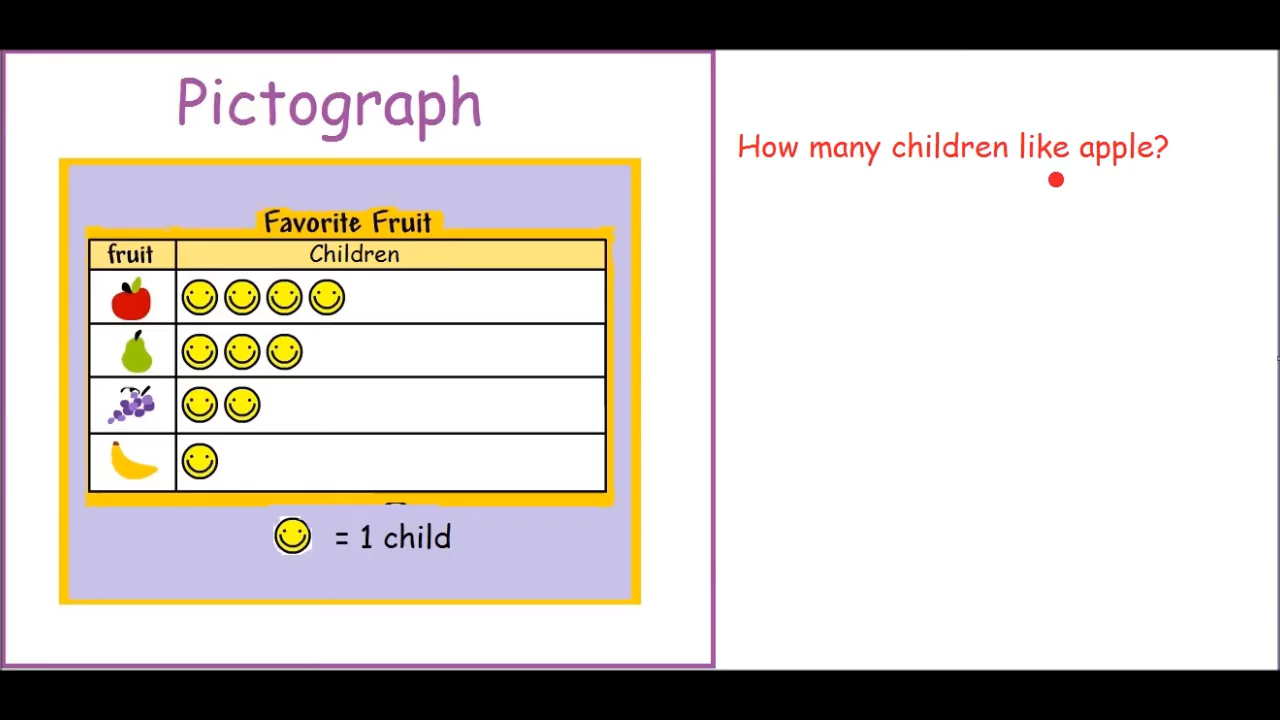 Pictograph
Favorite Fruit
fruit Children
= 1 child
How many children like apple?